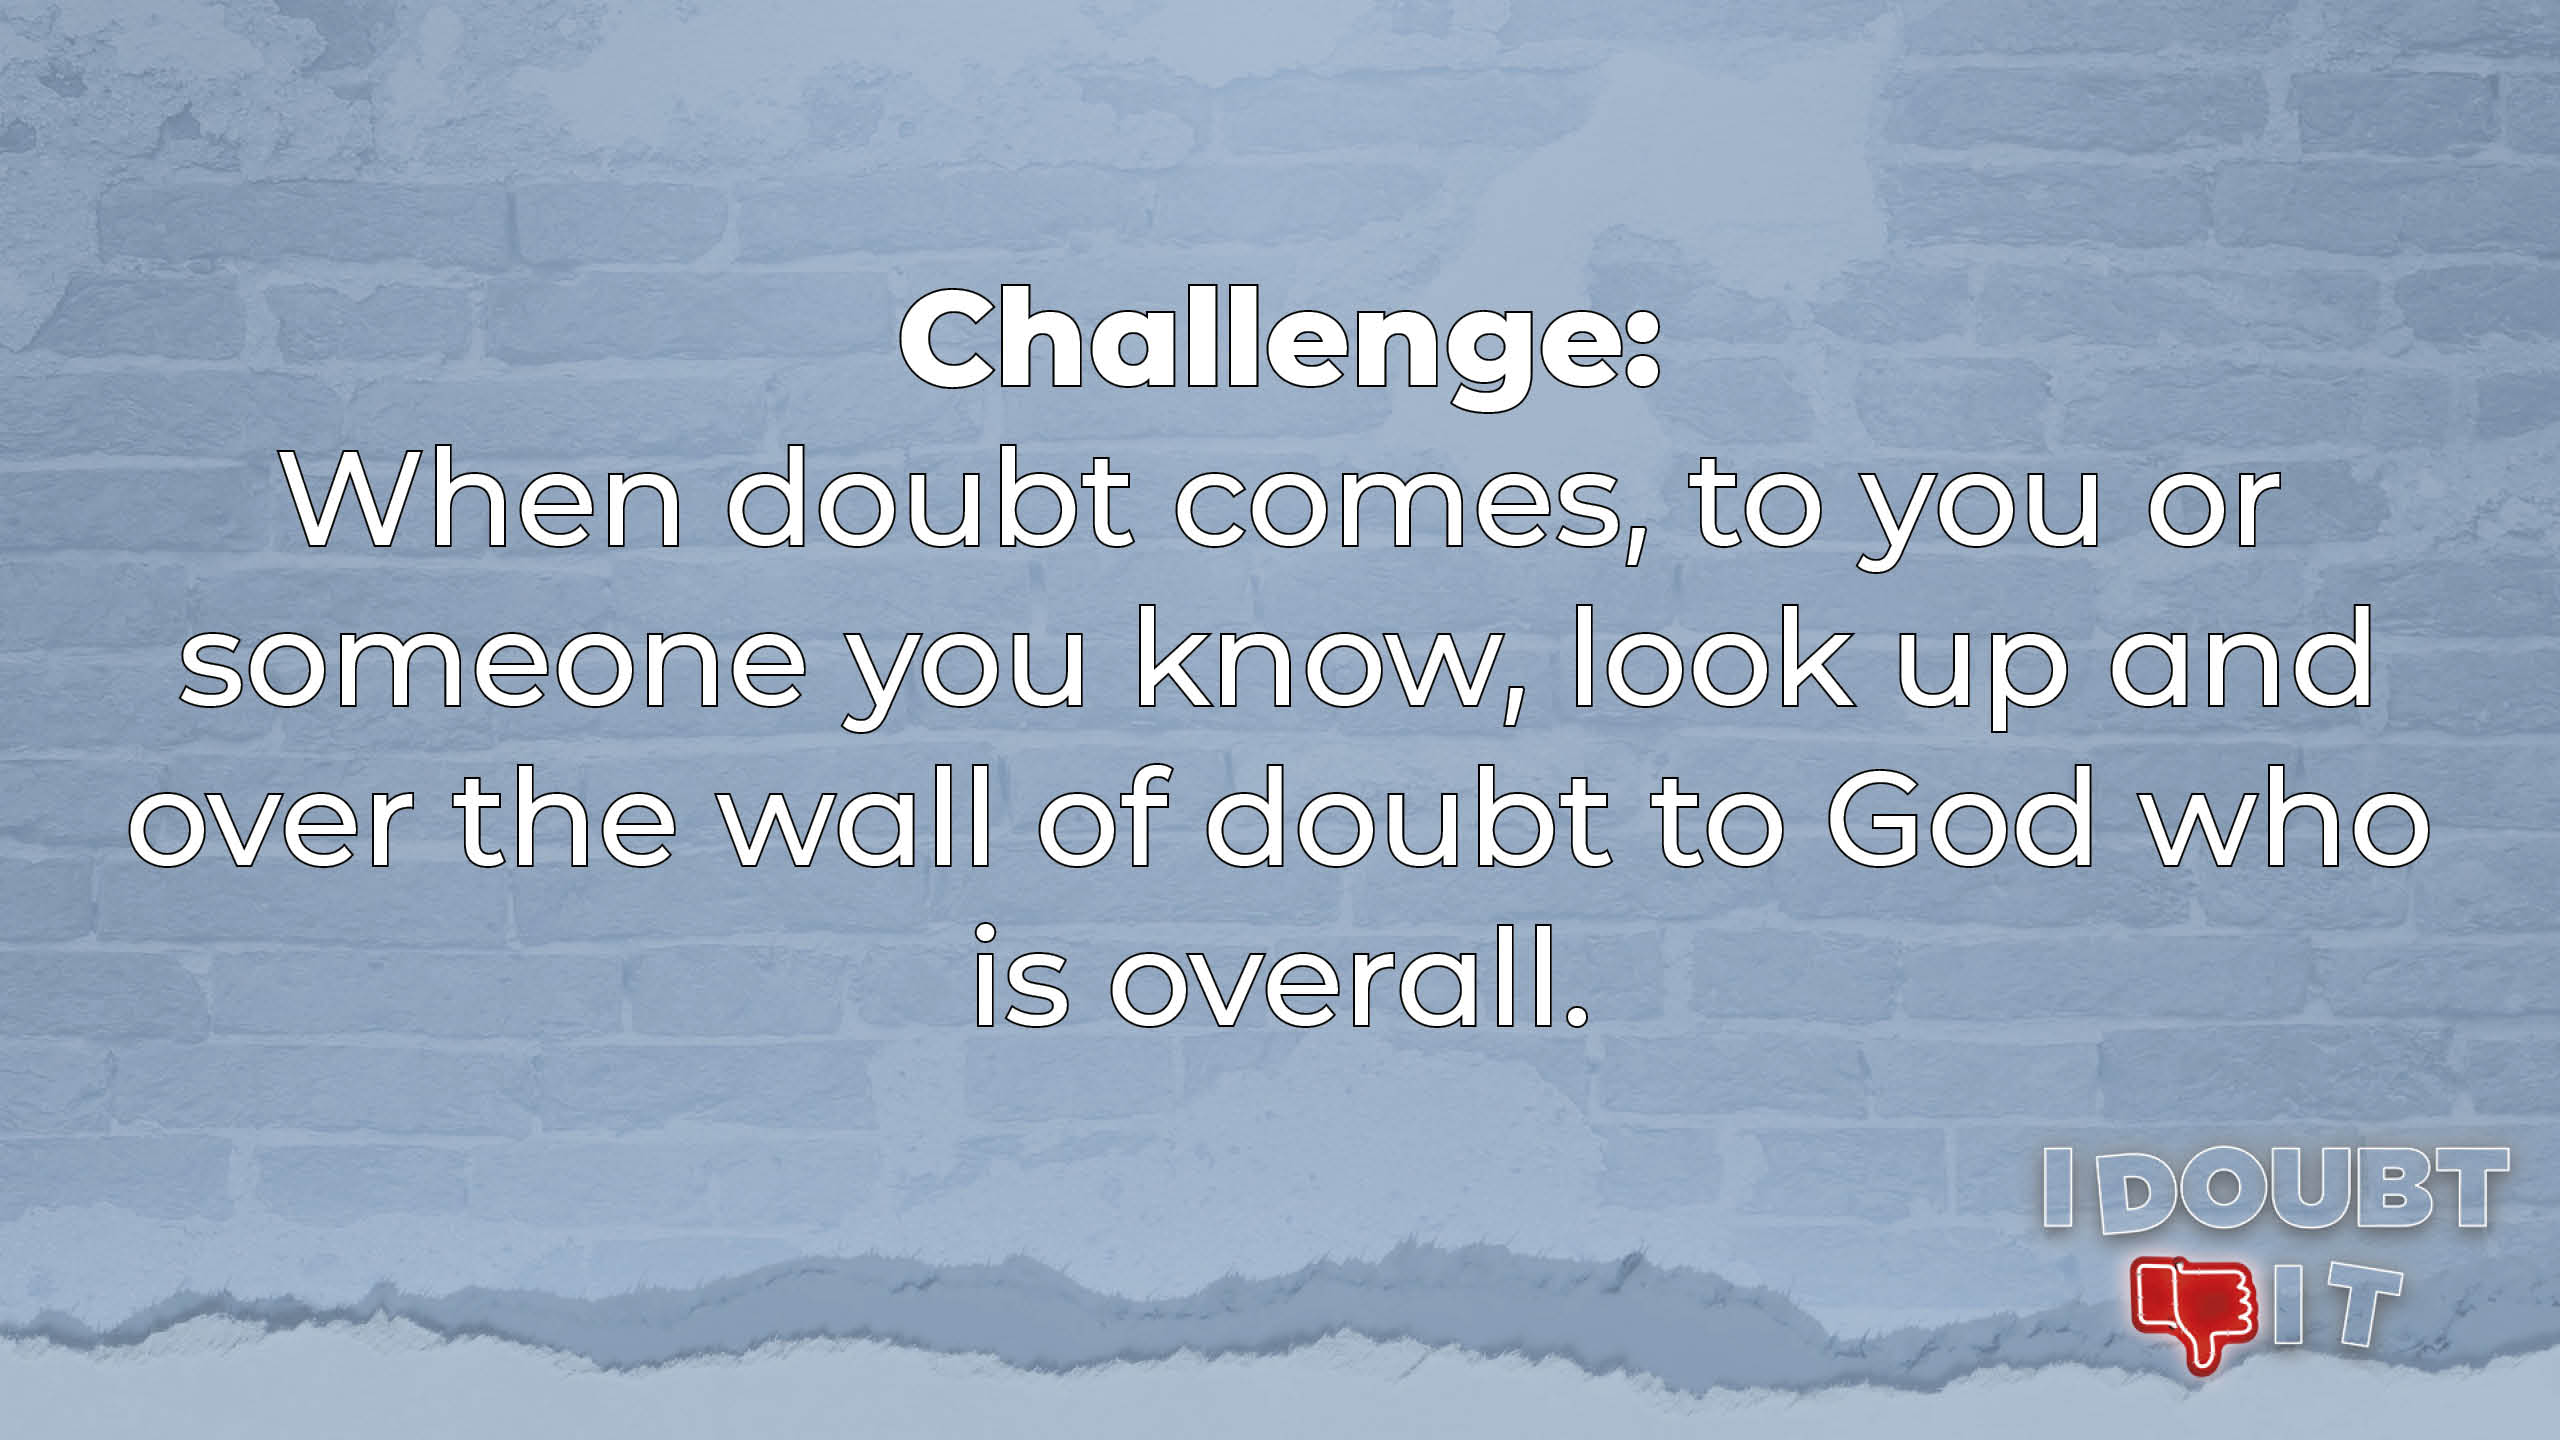 Challenge:
When doubt comes, to you or
someone you know, look up and
over the wall of doubt to God who
is overall.
I DOUBT
IT